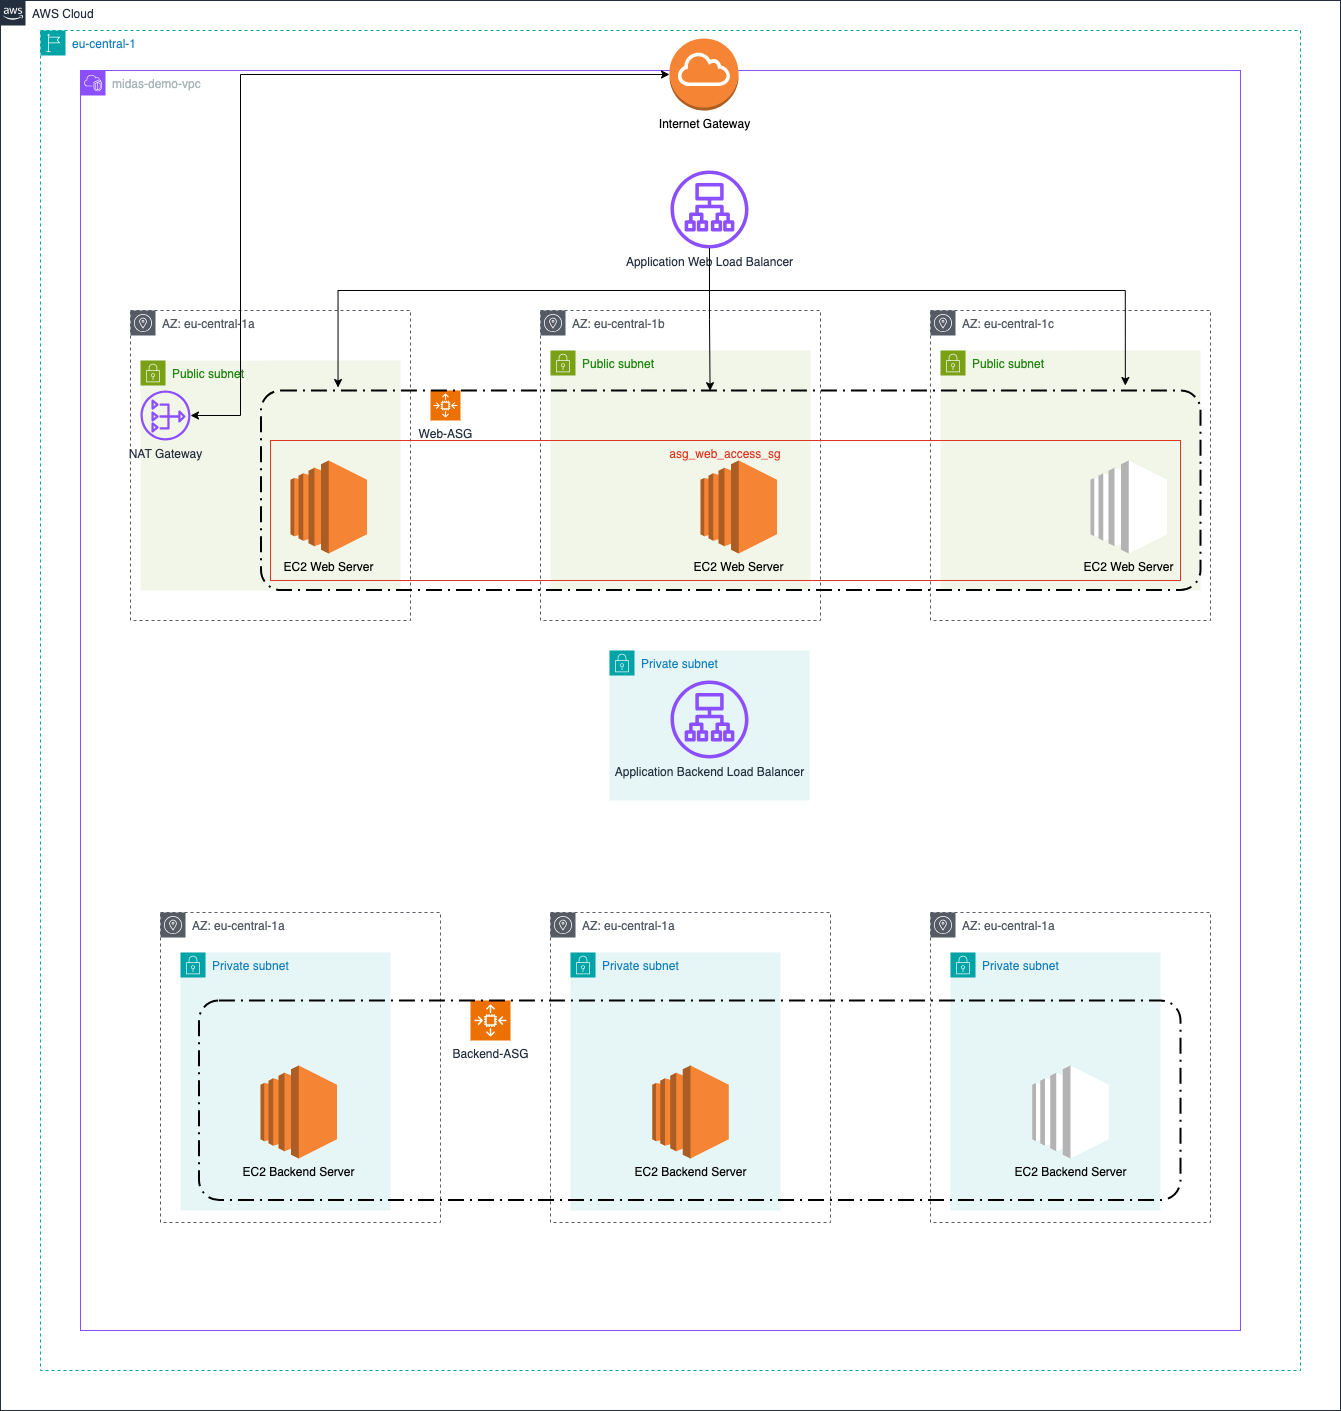 aws
AWS Cloud
eu-central-1
midas-demo-vpc
Internet Gateway
Application Web Load Balancer
AZ: eu-central-1a
AZ: eu-central-1b
AZ: eu-central-1c
Public subnet
Public subnet
Public subnet
NAT Gateway
Web-ASG
asg_web_access_sg
EC2 Web Server
EC2 Web Server
EC2 Web Server
Private subnet
Application Backend Load Balancer
AZ: eu-central-1a
AZ: eu-central-1a
AZ: eu-central-1a
Private subnet
Private subnet
Private subnet
Backend-ASG
EC2 Backend Server
EC2 Backend Server
EC2 Backend Server